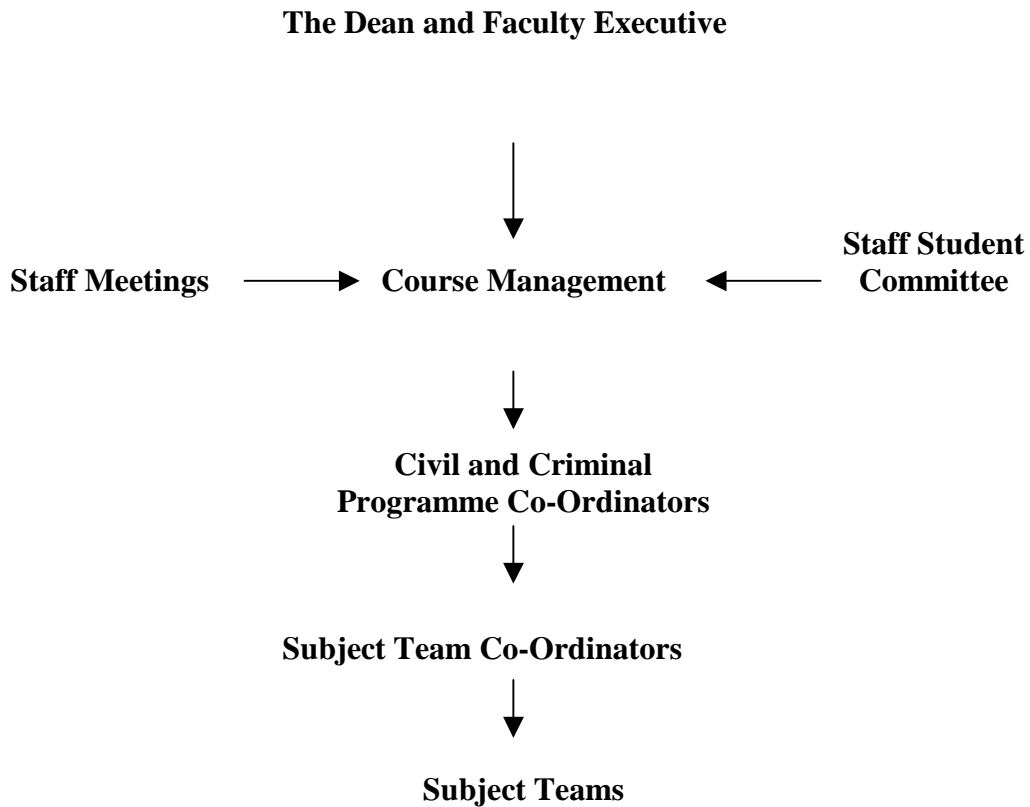 The Dean and Faculty Executive
Staff Meetings
Course Management
Staff Student
Committee
Civil and Criminal
Programme Co-Ordinators
Subject Team Co-Ordinators
Subject Teams